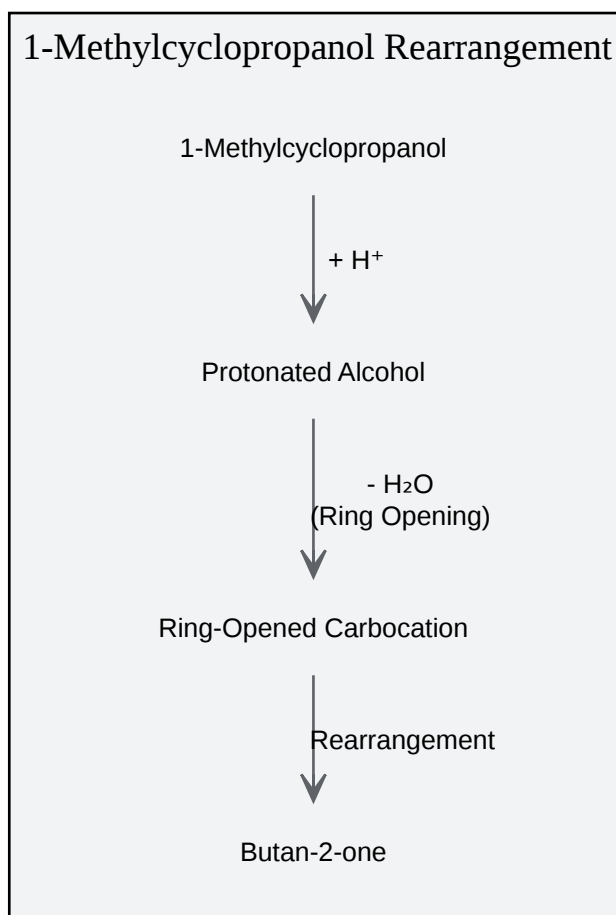 1-Methylcyclopropanol Rearrangement
1-Methylcyclopropanol
+ H⁺
Protonated Alcohol
- H₂O
(Ring Opening)
Ring-Opened Carbocation
Rearrangement
Butan-2-one